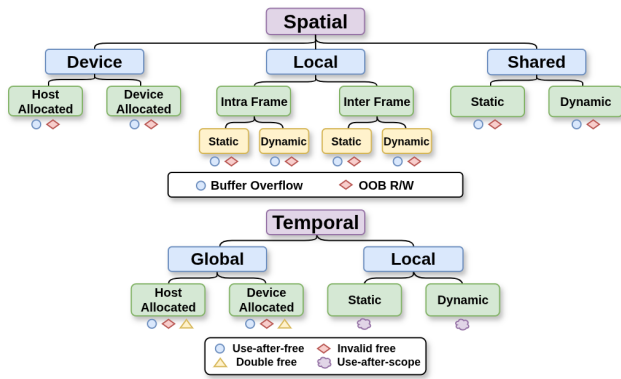 Spatial
Device
Local
Shared
Host
Allocated
Device
Allocated
Intra Frame
Inter Frame
Static
Dynamic
Static
Dynamic
Static
Dynamic
Buffer Overflow
OOB R/W
Temporal
Global
Local
Host
Allocated
Device
Allocated
Static
Dynamic
Use-after-free
Invalid free
Double free
Use-after-scope